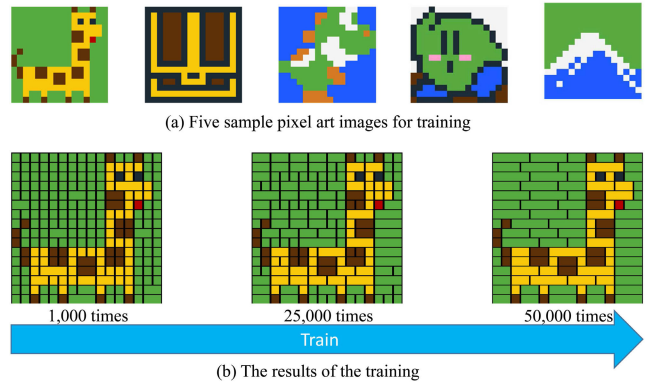 (a) Five sample pixel art images for training
1,000 times
25,000 times
50,000 times
Train
(b) The results of the training